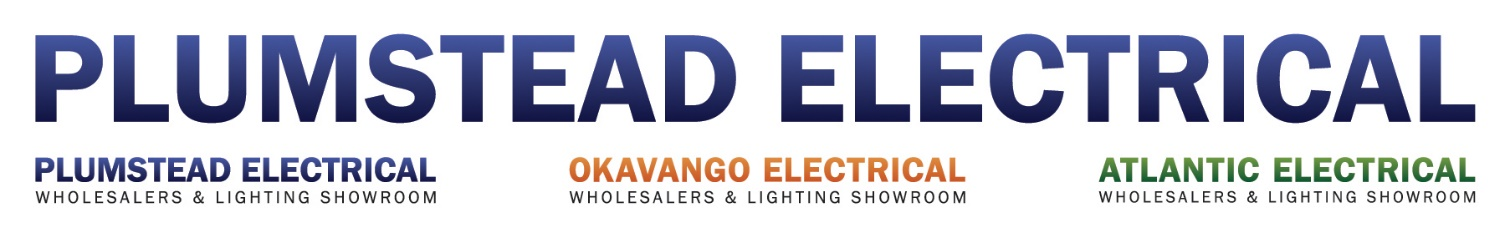 PLUMSTEAD ELECTRICAL
PLUMSTEAD ELECTRICAL
WHOLESALERS & LIGHTING SHOWROOM
OKAVANGO ELECTRICAL
WHOLESALERS & LIGHTING SHOWROOM
ATLANTIC ELECTRICAL
WHOLESALERS & LIGHTING SHOWROOM